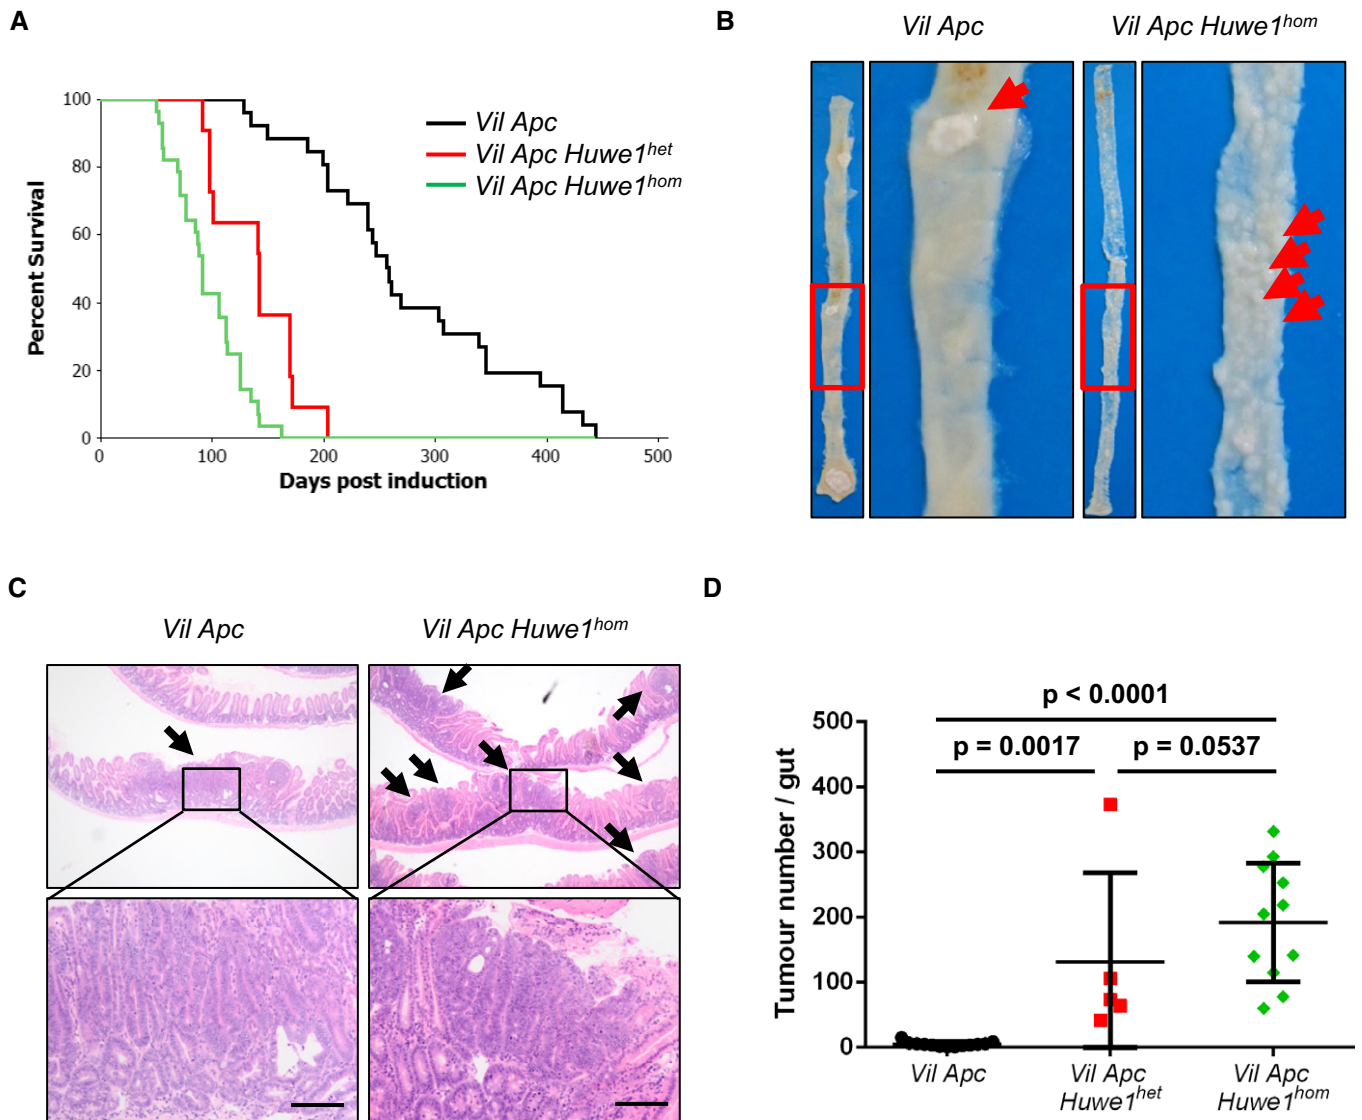 A
100
80
60
40
20
0
Percent Survival
0 100 200 300 400 500
Days post induction
Vil Apc
Vil Apc Huwe1het
Vil Apc Huwe1hom
B
Vil Apc Vil Apc Huwe1hom
C
Vil Apc Vil Apc Huwe1hom
D
p < 0.0001
p = 0.0017 p = 0.0537
500
400
300
200
100
0
Tumour number / gut
Vil Apc
Vil Apc
Huwe1het
Vil Apc
Huwe1hom